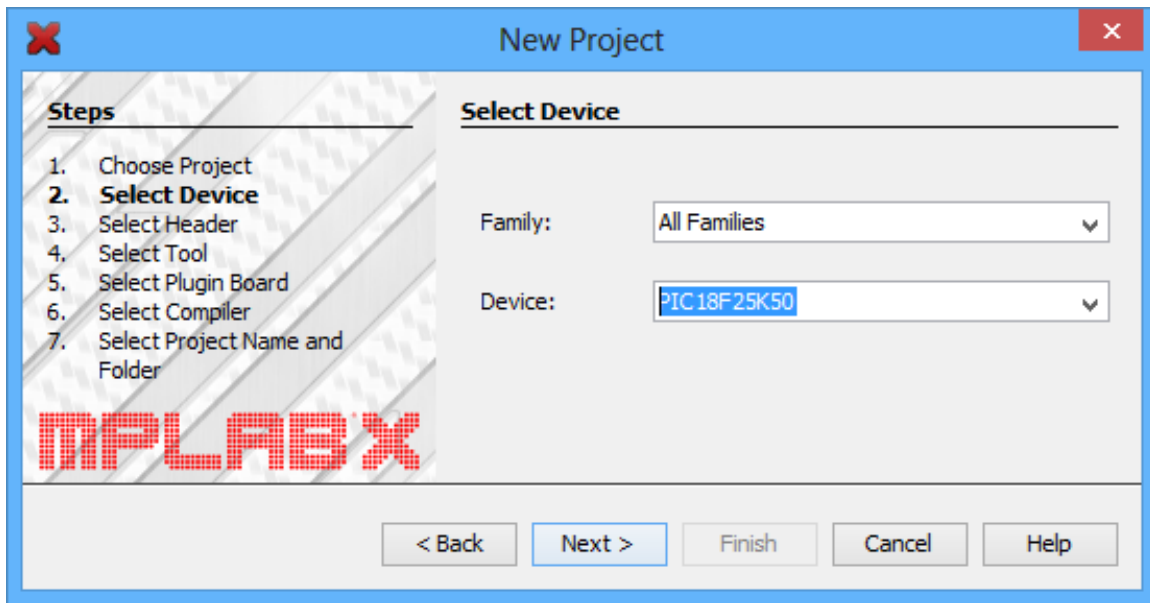 New Project
Steps
1. Choose Project
2. Select Device
3. Select Header
4. Select Tool
5. Select Plugin Board
6. Select Compiler
7. Select Project Name and
Folder
MPLAB X
Select Device
Family: All Families
Device: PIC18F25K50
< Back Next > Finish Cancel Help